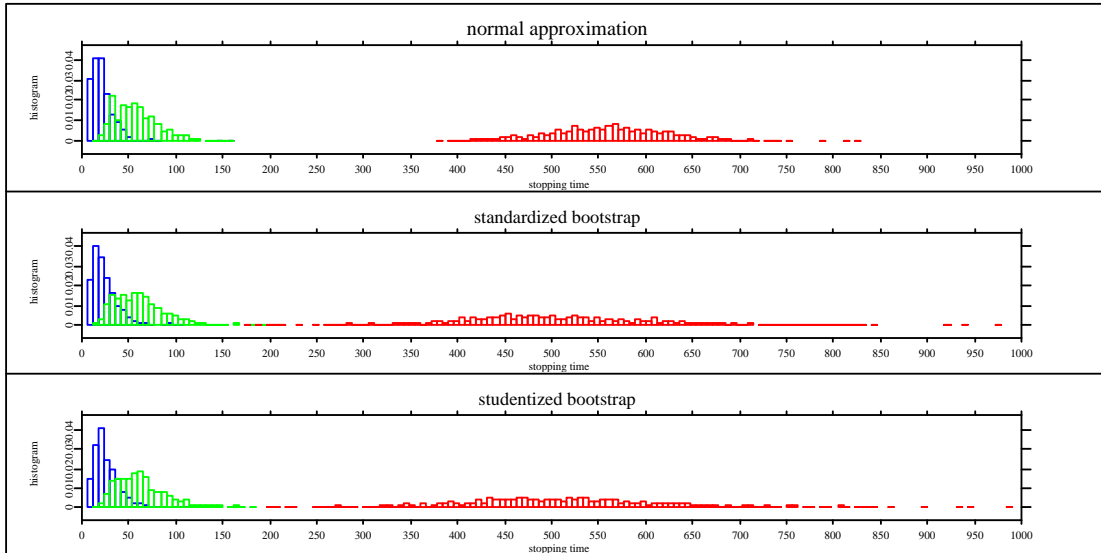 normal approximation
histogram
0 0.01 0.02 0.03 0.04
0 50 100 150 200 250 300 350 400 450 500 550 600 650 700 750 800 850 900 950 1000
stopping time
standardized bootstrap
histogram
0 0.01 0.02 0.03 0.04
0 50 100 150 200 250 300 350 400 450 500 550 600 650 700 750 800 850 900 950 1000
stopping time
studentized bootstrap
histogram
0 0.01 0.02 0.03 0.04
0 50 100 150 200 250 300 350 400 450 500 550 600 650 700 750 800 850 900 950 1000
stopping time